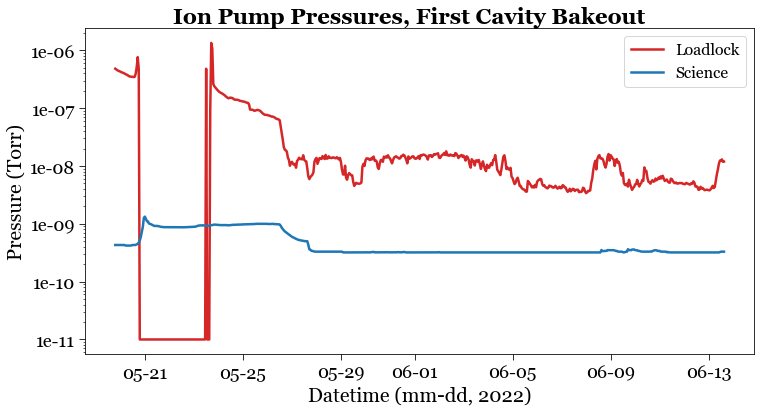 Ion Pump Pressures, First Cavity Bakeout
Loadlock
Science
Pressure (Torr)
1e-06
1e-07
1e-08
1e-09
1e-10
1e-11
05-21
05-25
05-29
06-01
06-05
06-09
06-13
Datetime (mm-dd, 2022)